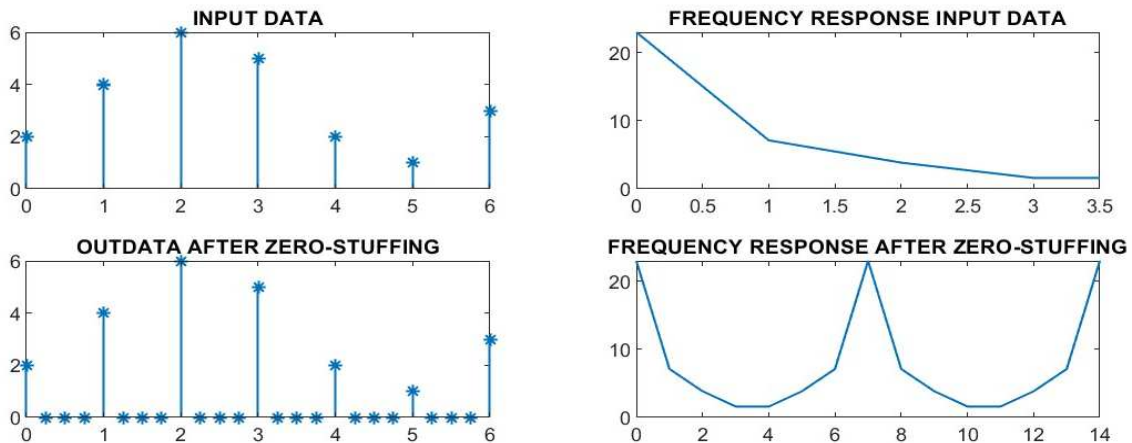 INPUT DATA
6
4
2
0
0 1 2 3 4 5 6
FREQUENCY RESPONSE INPUT DATA
20
10
0
0 0.5 1 1.5 2 2.5 3 3.5
OUTDATA AFTER ZERO-STUFFING
6
4
2
0
0 1 2 3 4 5 6
FREQUENCY RESPONSE AFTER ZERO-STUFFING
20
10
0
0 2 4 6 8 10 12 14